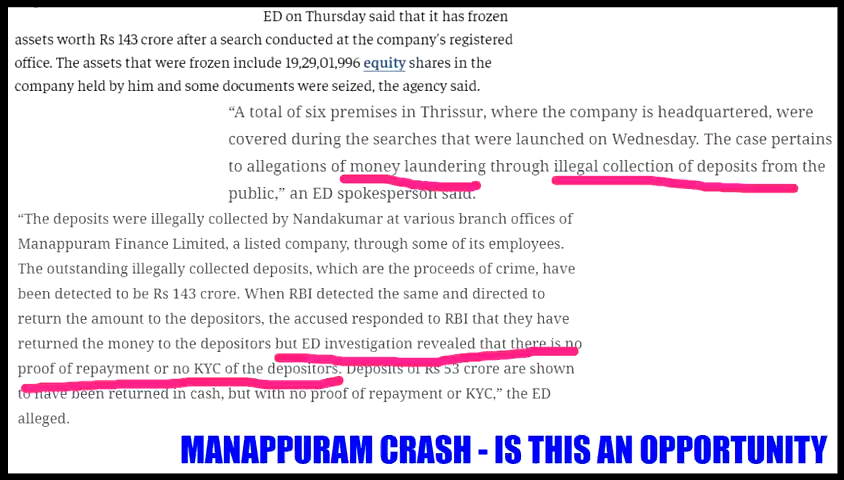 ED on Thursday said that it has frozen
assets worth Rs 143 crore after a search conducted at the company's registered
office. The assets that were frozen include 19,29,01,996 equity shares in the
company held by him and some documents were seized, the agency said.
“A total of six premises in Thrissur, where the company is headquartered, were
covered during the searches that were launched on Wednesday. The case pertains
to allegations of money laundering through illegal collection of deposits from the
public,” an ED spokesperson said.
“The deposits were illegally collected by Nandakumar at various branch offices of
Manappuram Finance Limited, a listed company, through some of its employees.
The outstanding illegally collected deposits, which are the proceeds of crime, have
been detected to be Rs 143 crore. When RBI detected the same and directed to
return the amount to the depositors, the accused responded to RBI that they have
returned the money to the depositors but ED investigation revealed that there is no
proof of repayment or no KYC of the depositors. Deposits of Rs 53 crore are shown
to have been returned in cash, but with no proof of repayment or KYC,” the ED
alleged.
MANAPPURAM CRASH - IS THIS AN OPPORTUNITY